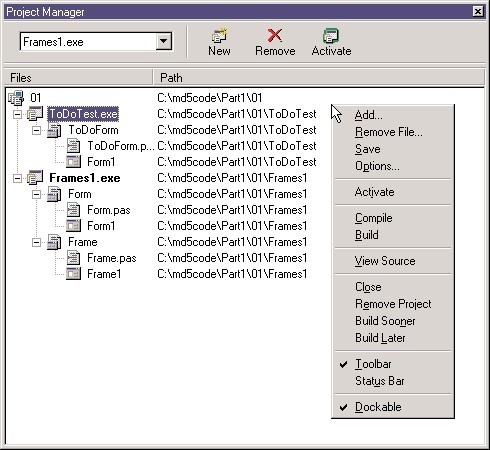 Project Manager
Frames1.exe
New Remove Activate
Files Path
01 C:\md5code\Part1\01
ToDoTest.exe C:\md5code\Part1\01\ToDoTest
ToDoForm C:\md5code\Part1\01\ToDoTest
ToDoForm.p... C:\md5code\Part1\01\ToDoTest
Form1 C:\md5code\Part1\01\ToDoTest
Frames1.exe C:\md5code\Part1\01\Frames1
Form C:\md5code\Part1\01\Frames1
Form.pas C:\md5code\Part1\01\Frames1
Form1 C:\md5code\Part1\01\Frames1
Frame C:\md5code\Part1\01\Frames1
Frame.pas C:\md5code\Part1\01\Frames1
Frame1 C:\md5code\Part1\01\Frames1
Add...
Remove File...
Save
Options...
Activate
Compile
Build
View Source
Close
Remove Project
Build Sooner
Build Later
Toolbar
Status Bar
Dockable